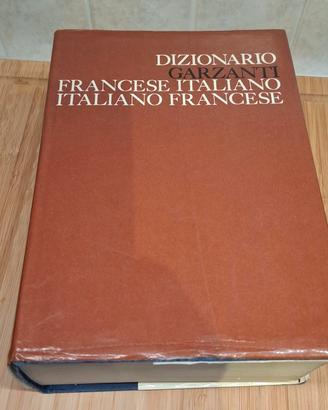 DIZIONARIO
GARZANTI
FRANCESE ITALIANO
ITALIANO FRANCESE